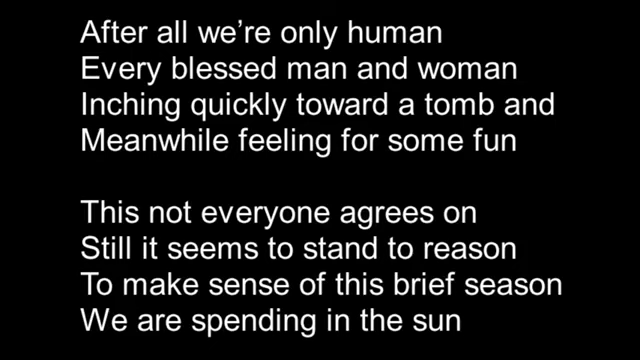 After all we’re only human
Every blessed man and woman
Inching quickly toward a tomb and
Meanwhile feeling for some fun
This not everyone agrees on
Still it seems to stand to reason
To make sense of this brief season
We are spending in the sun